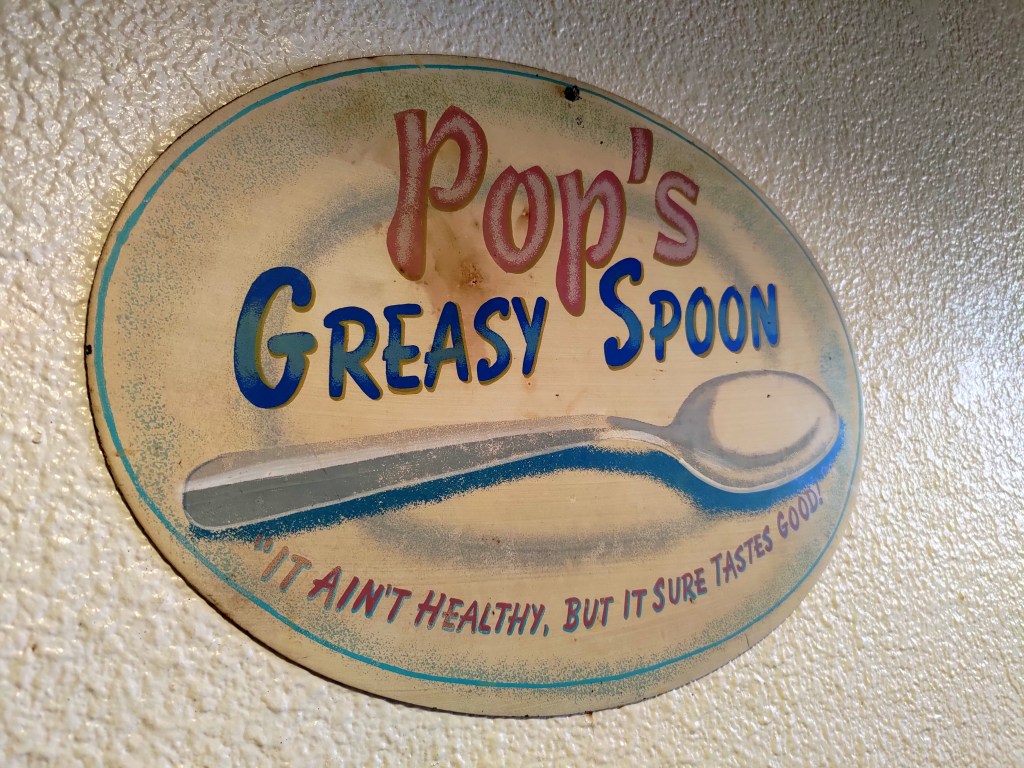 Pop's
GREASY SPOON
"IT AIN'T HEALTHY, BUT IT SURE TASTES GOOD!